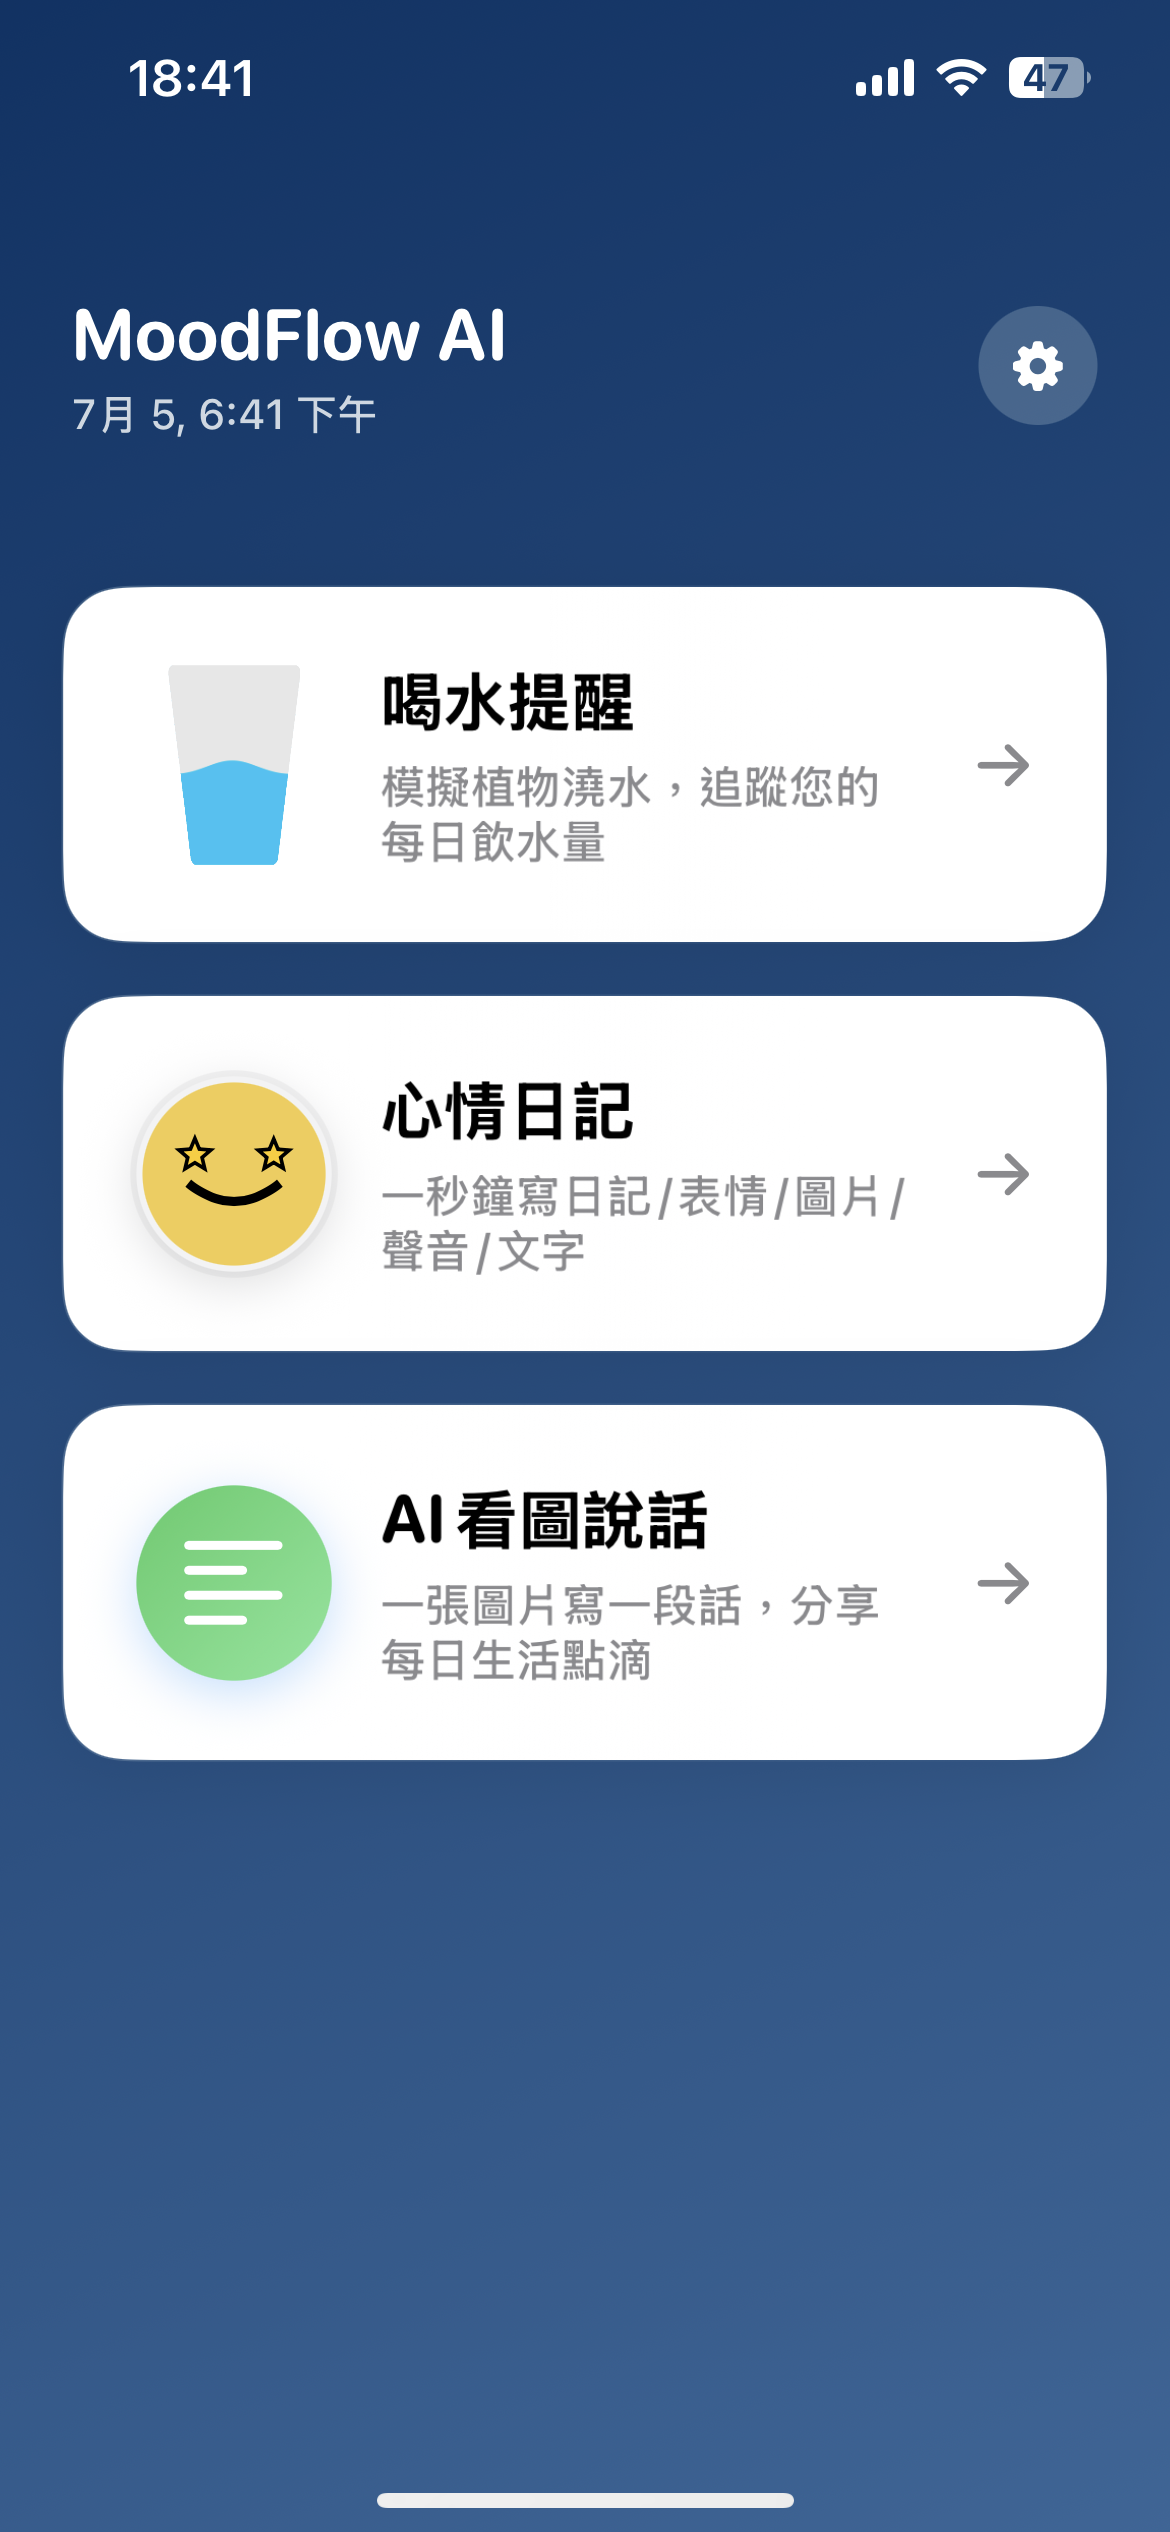 18:41
47
MoodFlow AI
7月 5, 6:41 下午
喝水提醒
模擬植物澆水，追蹤您的
每日飲水量
心情日記
一秒鐘寫日記/表情/圖片/
聲音/文字
AI 看圖說話
一張圖片寫一段話，分享
每日生活點滴